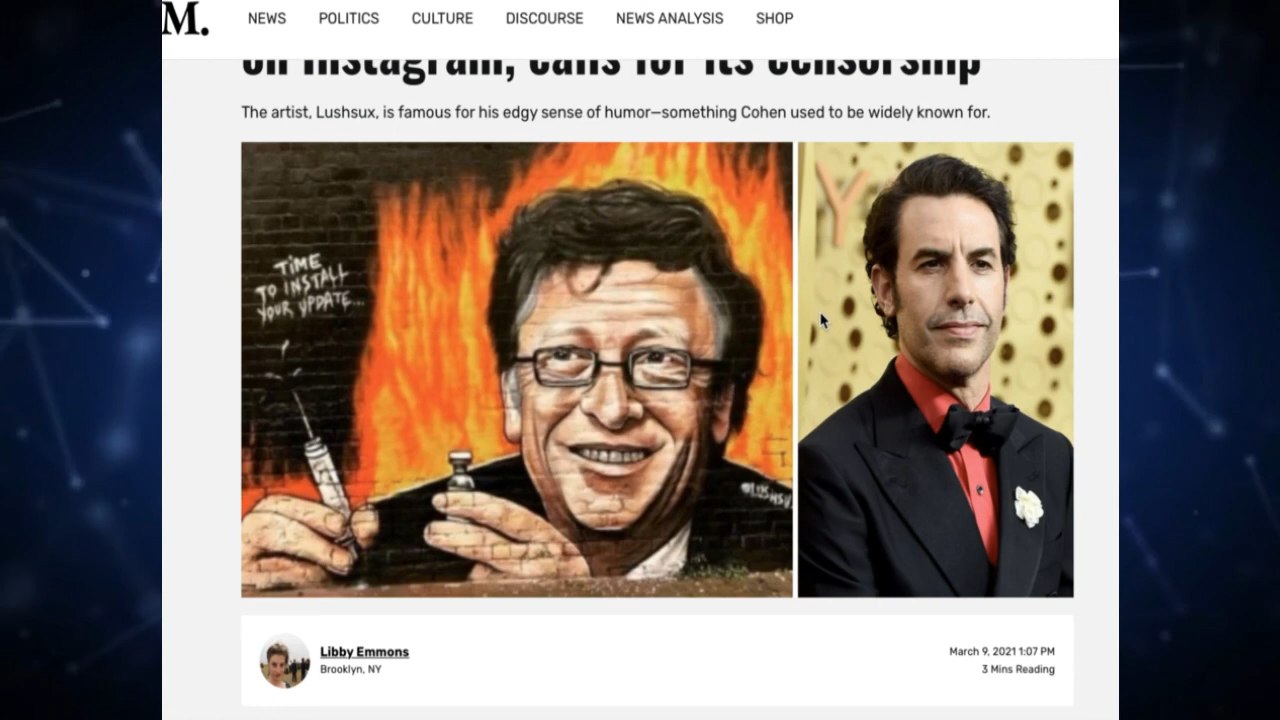 M.
NEWS
POLITICS
CULTURE
DISCOURSE
NEWS ANALYSIS
SHOP
on Instagram, calls for its censorship
The artist, Lushsux, is famous for his edgy sense of humor—something Cohen used to be widely known for.
TIME
TO INSTALL
YOUR UPDATE...
Y
Libby Emmons
Brooklyn, NY
March 9, 2021 1:07 PM
3 Mins Reading